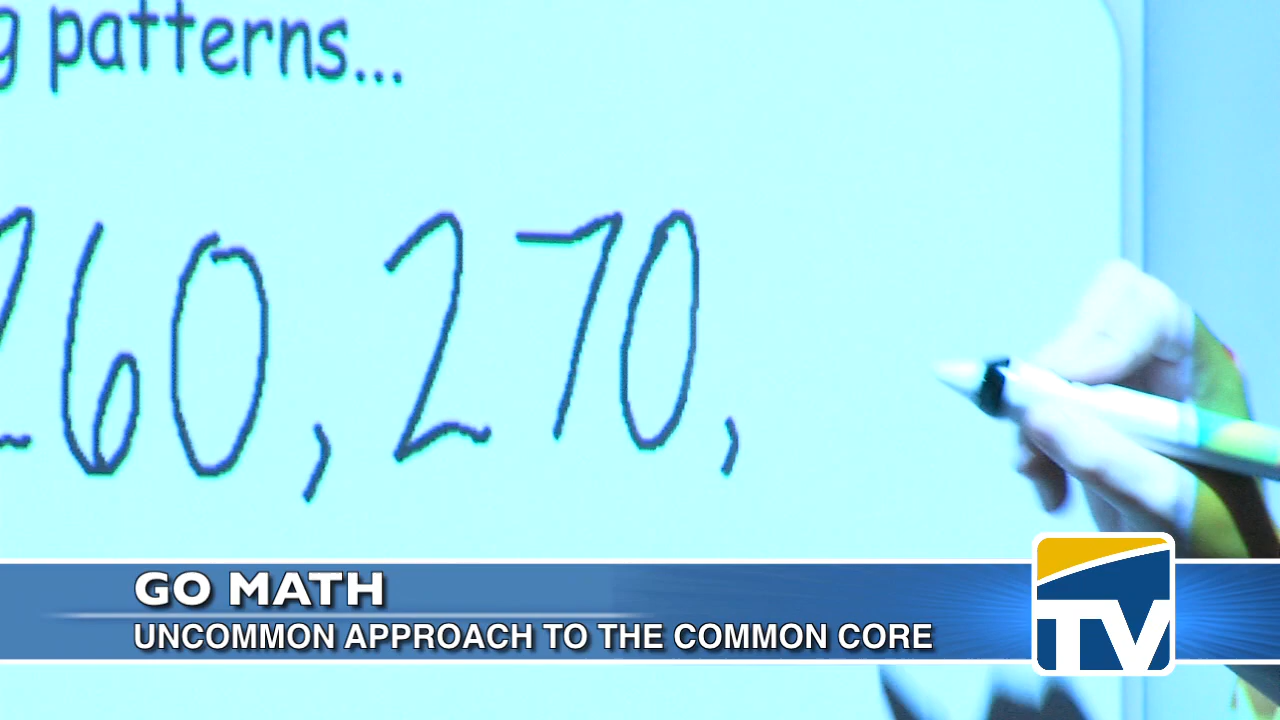 patterns...
260, 270,
GO MATH
UNCOMMON APPROACH TO THE COMMON CORE
TV